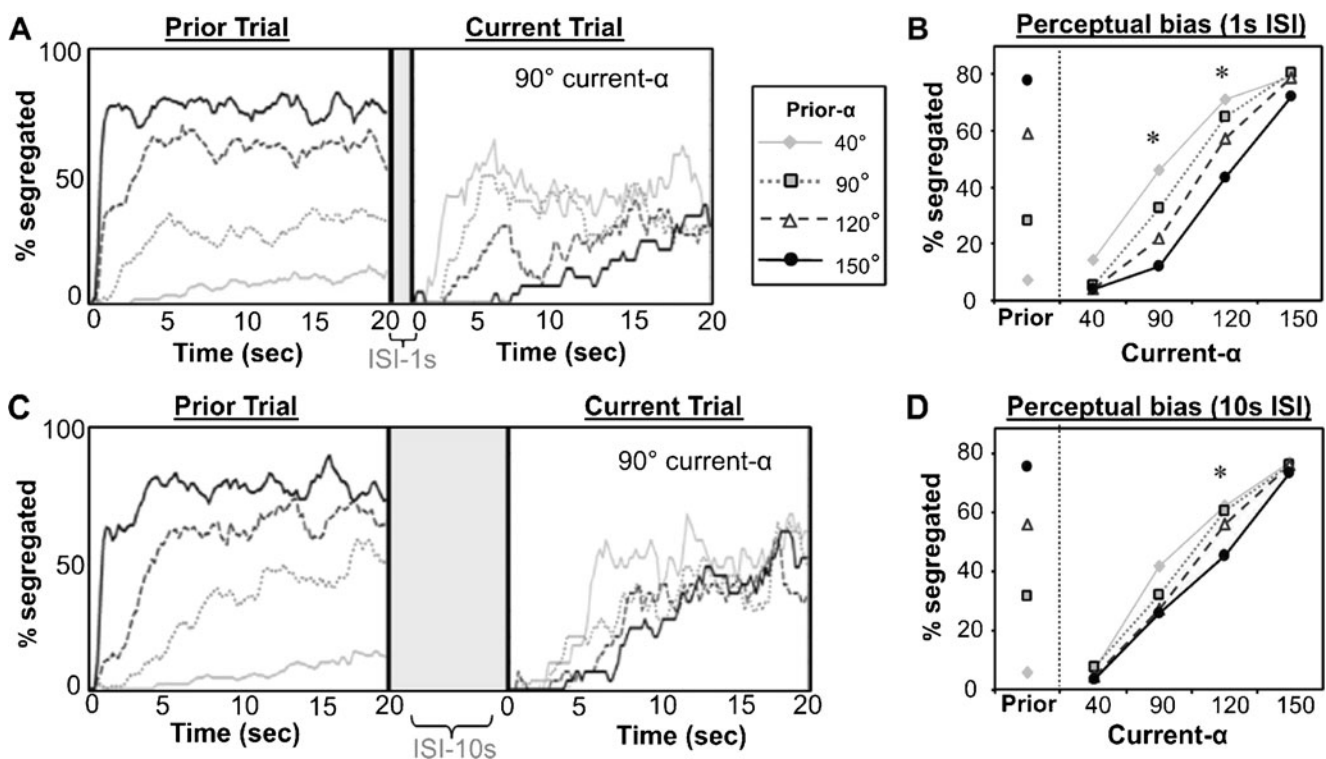 A
Prior Trial
Current Trial
100
50
0
% segregated
90° current-α
0 5 10 15 20
0 5 10 15 20
Time (sec)
ISI-1s
Time (sec)
Prior-α
40°
90°
120°
150°
B
Perceptual bias (1s ISI)
80
60
40
20
0
% segregated
*
*
Prior
40 90 120 150
Current-α
C
Prior Trial
Current Trial
100
50
0
% segregated
90° current-α
0 5 10 15 20
0 5 10 15 20
Time (sec)
ISI-10s
Time (sec)
D
Perceptual bias (10s ISI)
80
60
40
20
0
% segregated
*
Prior
40 90 120 150
Current-α